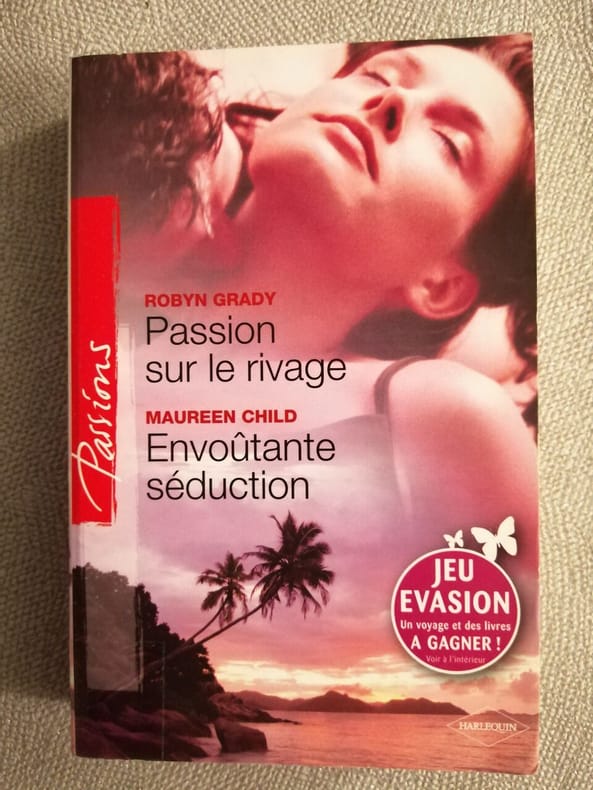 ROBYN GRADY
Passion
sur le rivage
MAUREEN CHILD
Envoûtante
séduction
Passions
JEU
EVASION
Un voyage et des livres
A GAGNER !
Voir à l'intérieur
HARLEQUIN